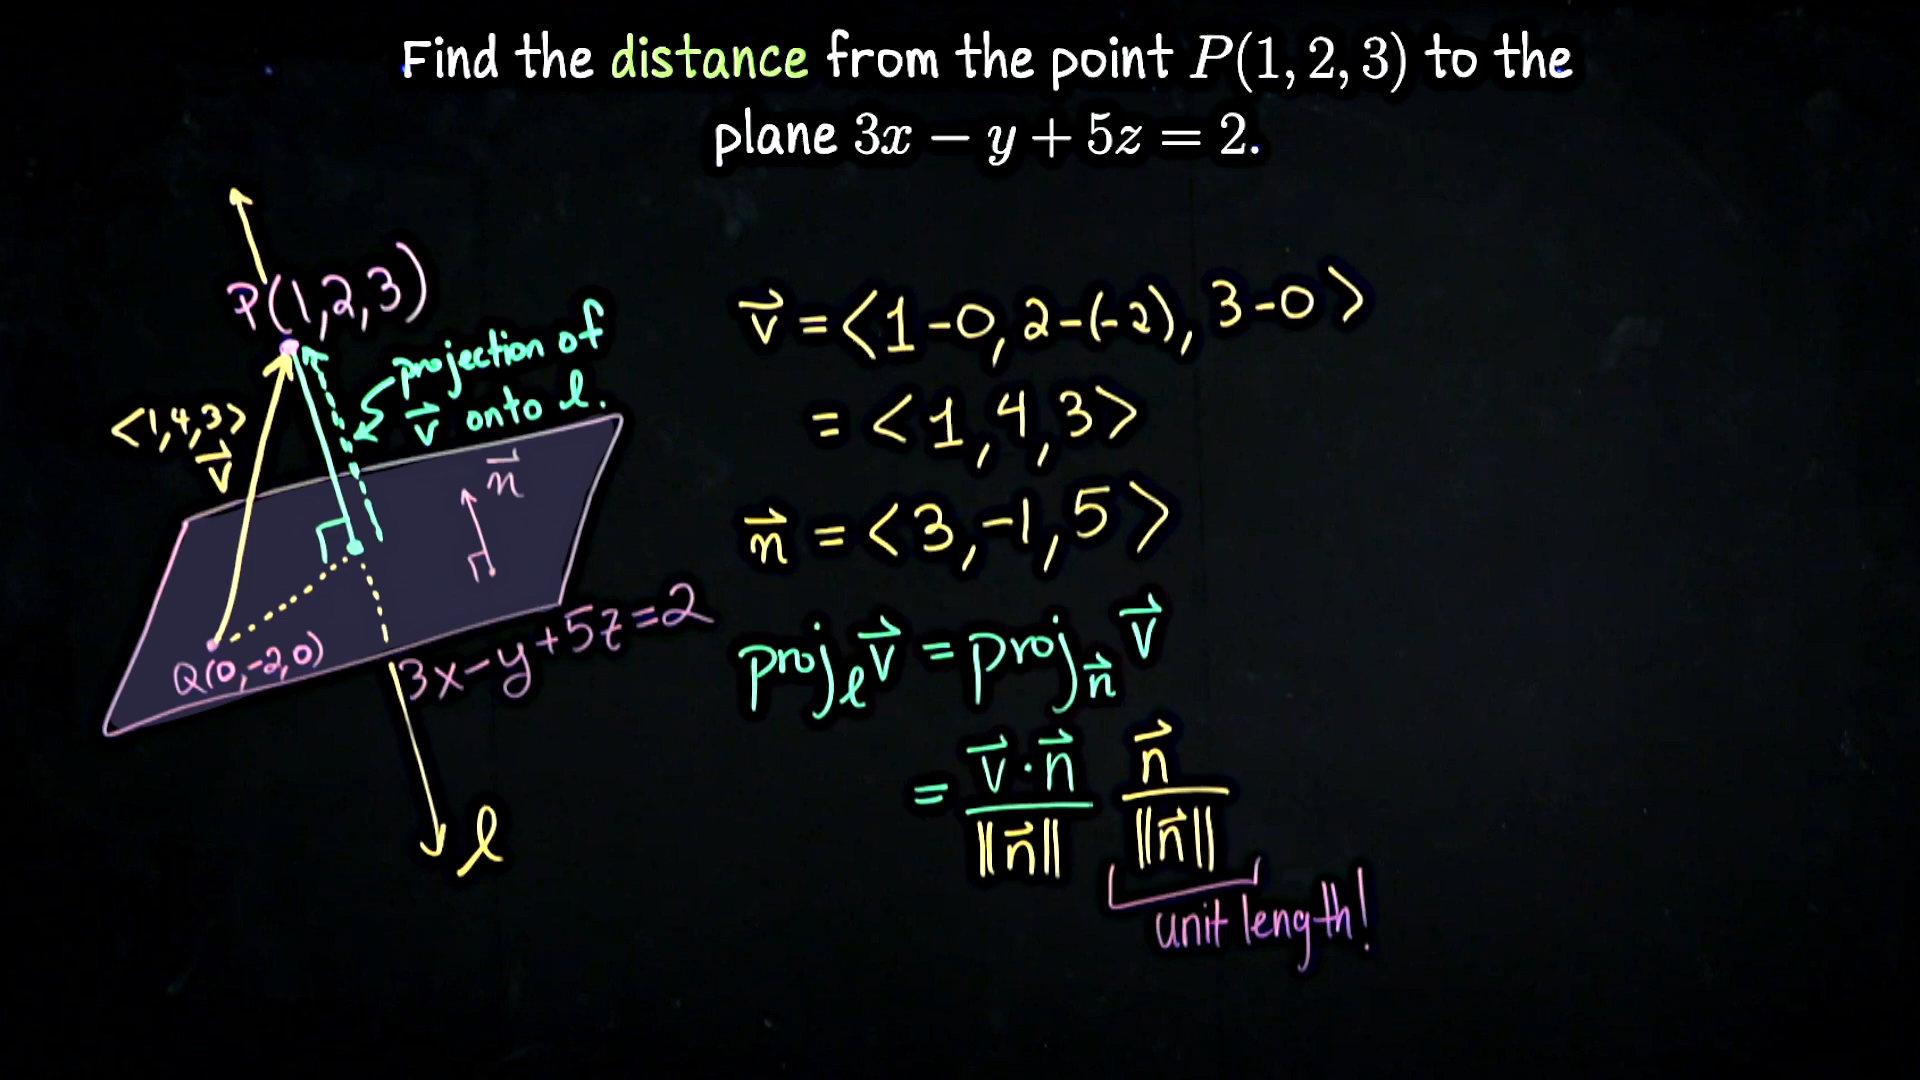 Find the distance from the point P(1, 2, 3) to the
plane 3x − y + 5z = 2.
P(1,2,3)
projection of
v⃗ onto ℓ.
<1,4,3>
v⃗
n⃗
Q(0,-2,0)
3x-y+5z=2
ℓ
v⃗ = <1-0, 2-(-2), 3-0>
= <1,4,3>
n⃗ = <3,-1,5>
proj_ℓ v⃗ = proj_n⃗ v⃗
= v⃗·n⃗/||n⃗|| n⃗/||n⃗||
unit length!